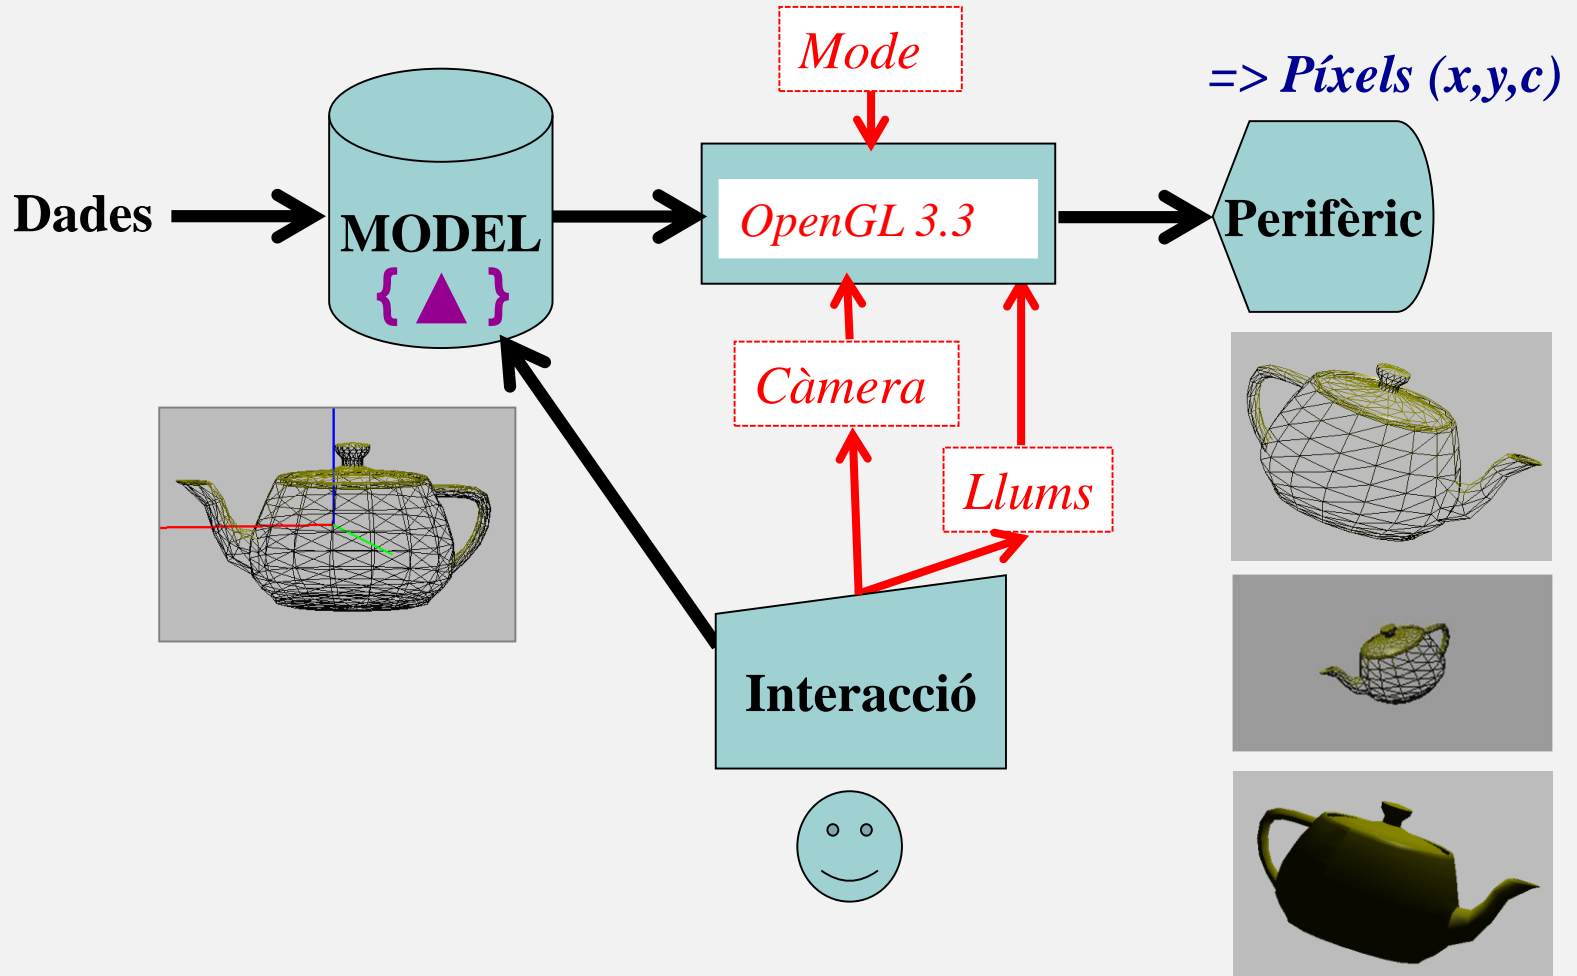 Mode
=> Píxels (x,y,c)
Dades
MODEL
{ ▲ }
OpenGL 3.3
Perifèric
Càmera
Llums
Interacció